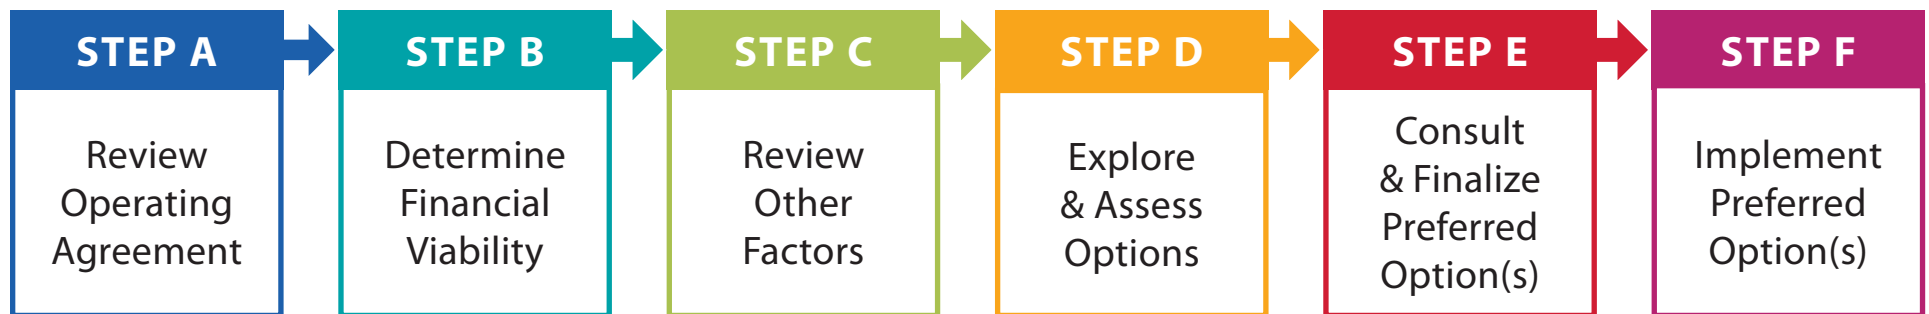 STEP A
Review
Operating
Agreement
STEP B
Determine
Financial
Viability
STEP C
Review
Other
Factors
STEP D
Explore
& Assess
Options
STEP E
Consult
& Finalize
Preferred
Option(s)
STEP F
Implement
Preferred
Option(s)